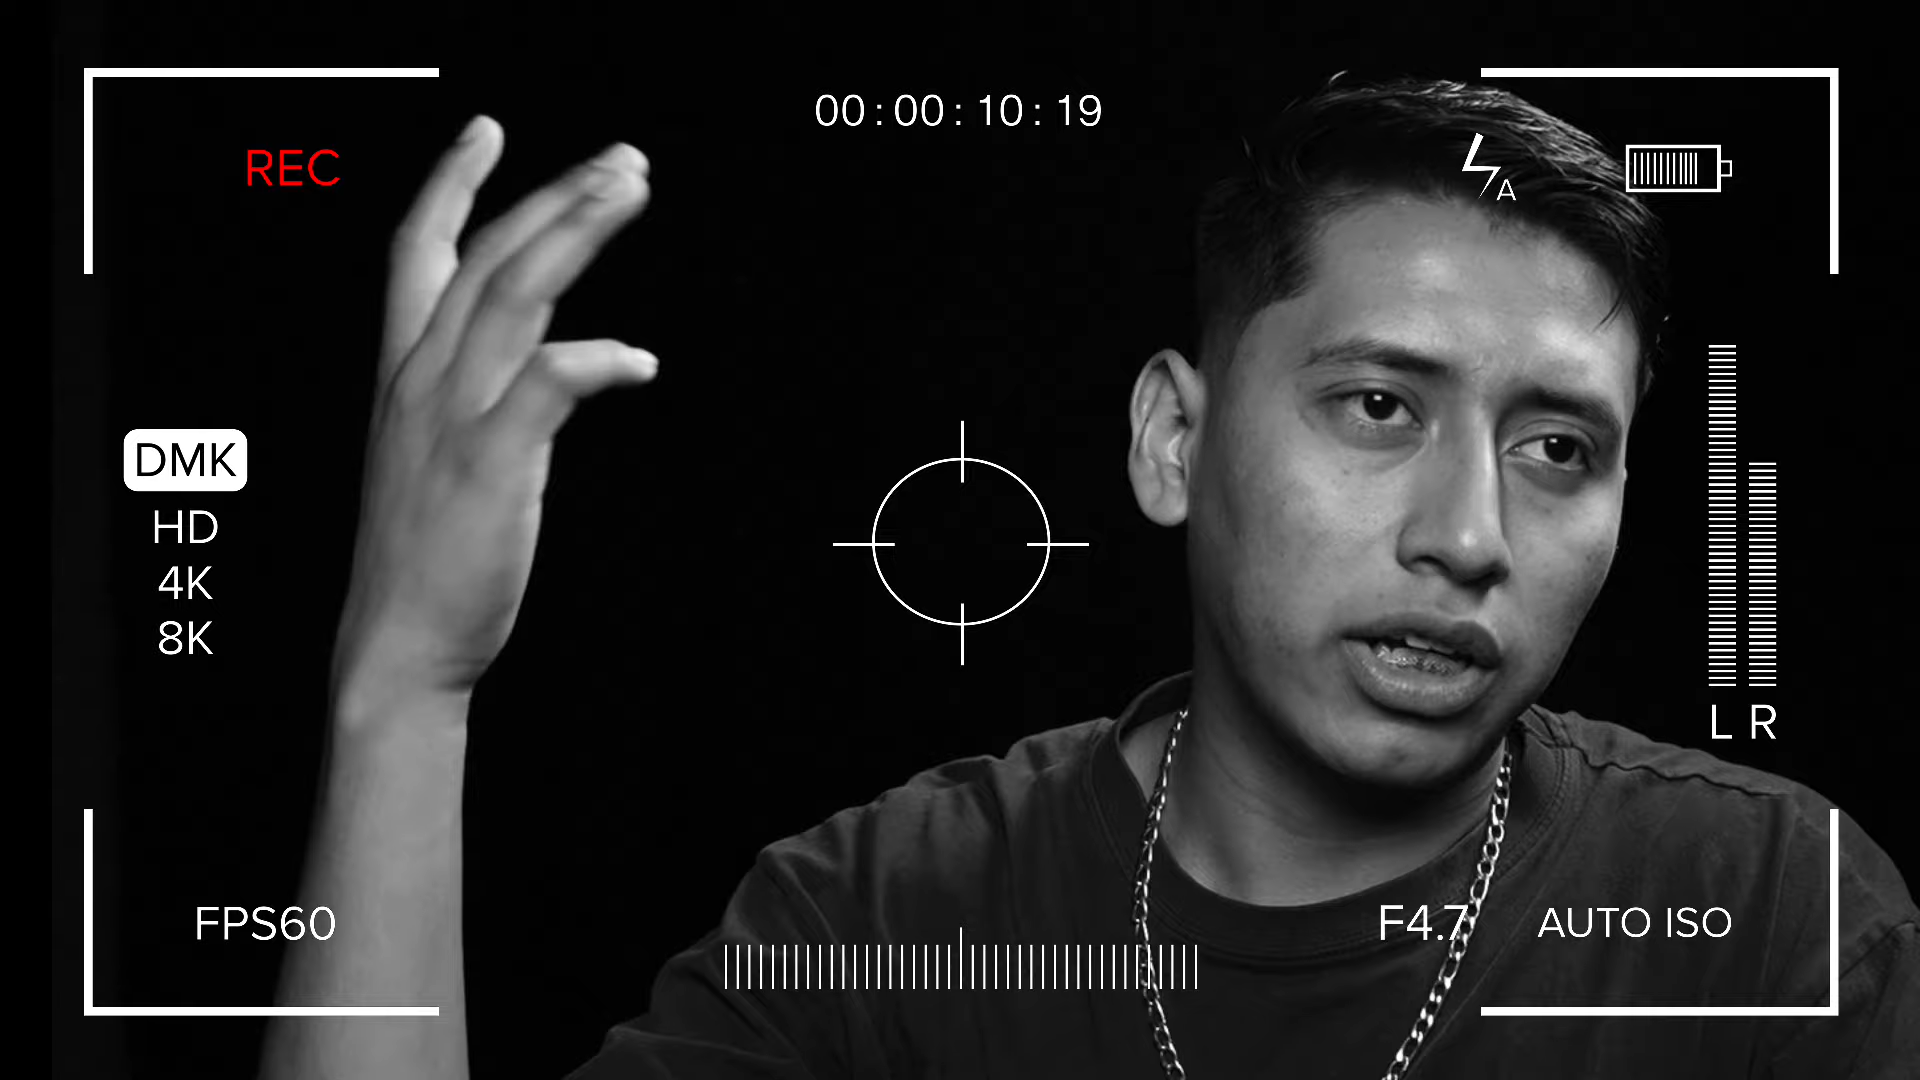 00:00:10:19
REC
A
DMK
HD
4K
8K
L R
FPS60
F4.7
AUTO ISO